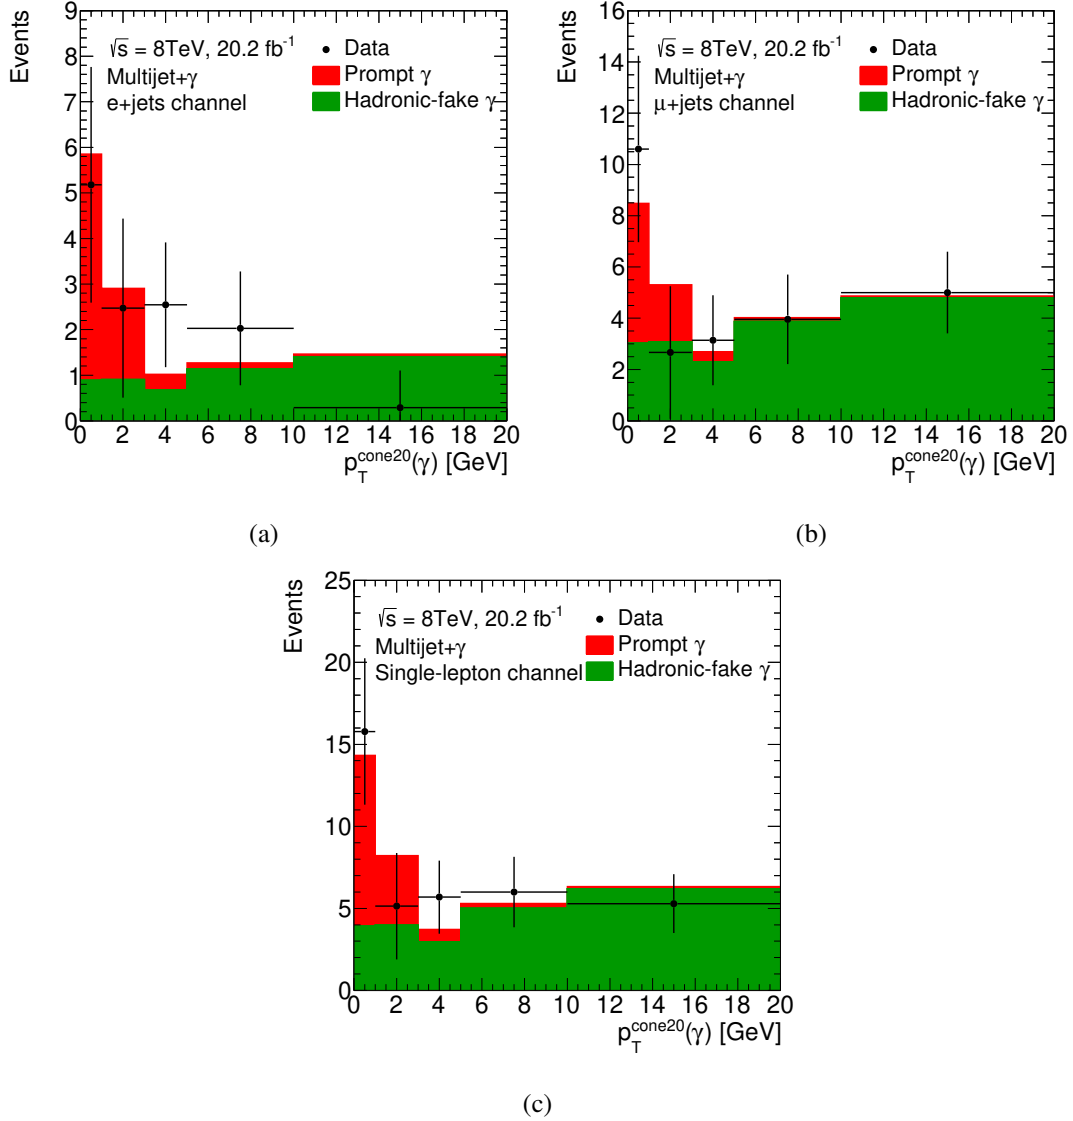 Events
9
8
7
6
5
4
3
2
1
0
√s = 8TeV, 20.2 fb⁻¹
Multijet+γ
e+jets channel
Data
Prompt γ
Hadronic-fake γ
0 2 4 6 8 10 12 14 16 18 20
p_T^cone20(γ) [GeV]
(a)
Events
16
14
12
10
8
6
4
2
0
√s = 8TeV, 20.2 fb⁻¹
Multijet+γ
μ+jets channel
Data
Prompt γ
Hadronic-fake γ
0 2 4 6 8 10 12 14 16 18 20
p_T^cone20(γ) [GeV]
(b)
Events
25
20
15
10
5
0
√s = 8TeV, 20.2 fb⁻¹
Multijet+γ
Single-lepton channel
Data
Prompt γ
Hadronic-fake γ
0 2 4 6 8 10 12 14 16 18 20
p_T^cone20(γ) [GeV]
(c)